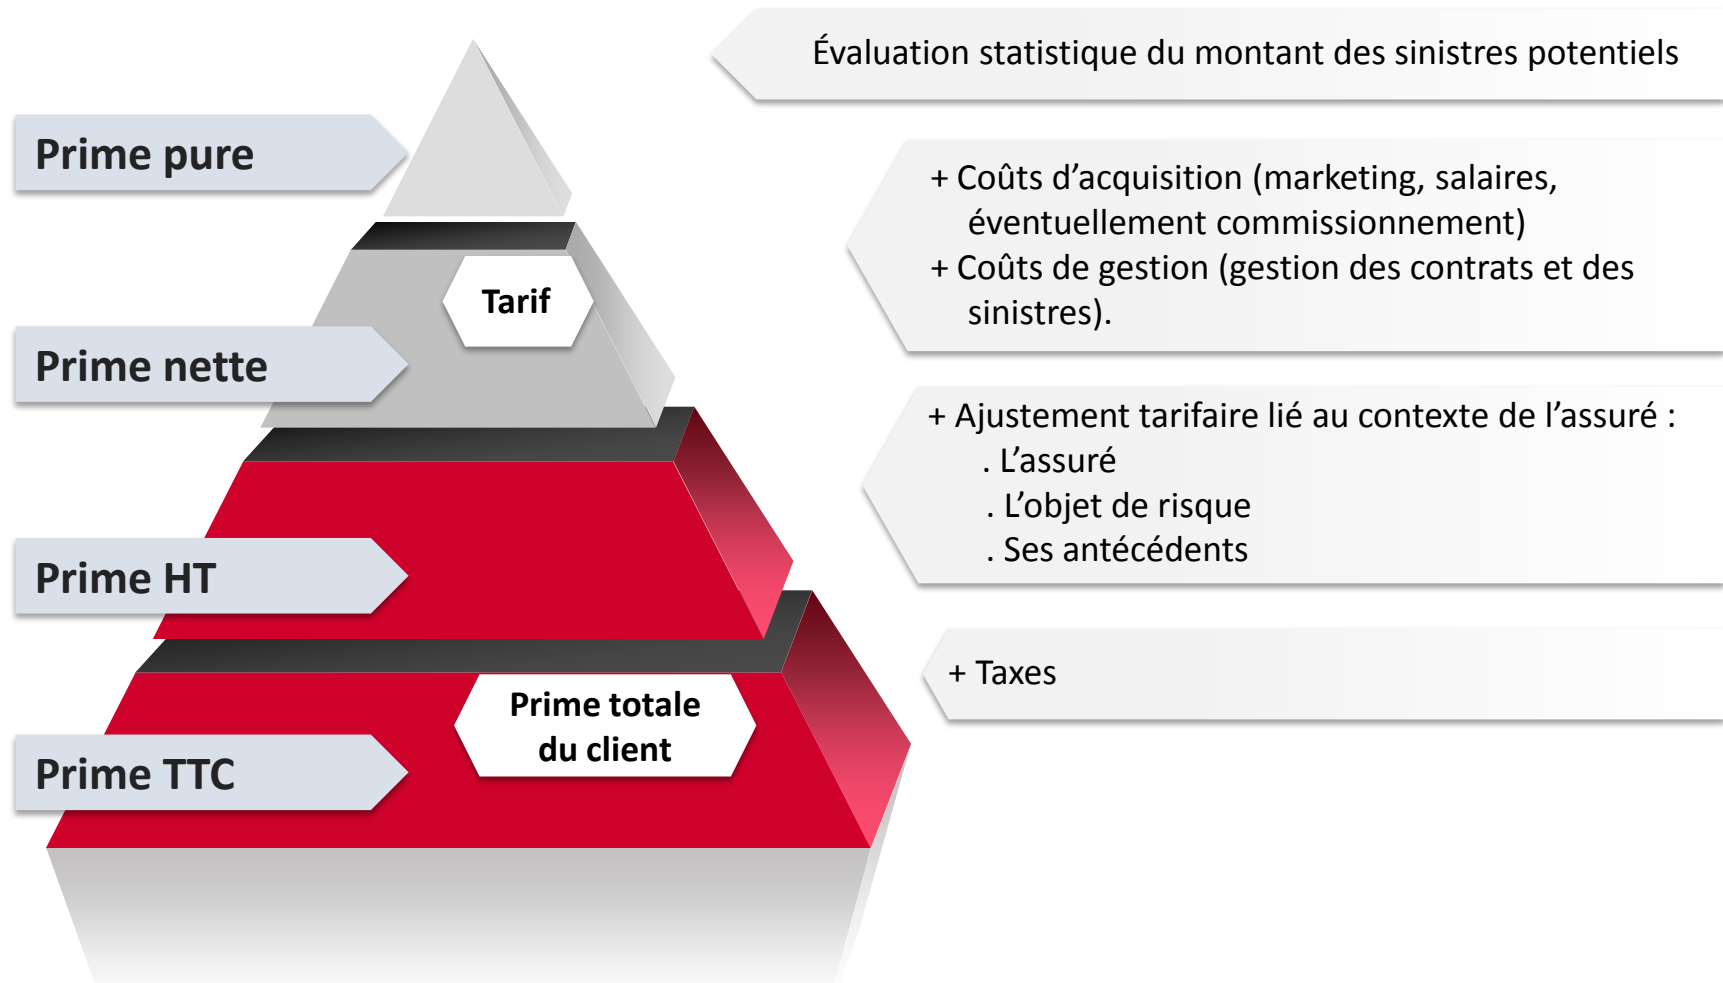 Évaluation statistique du montant des sinistres potentiels
Prime pure
+ Coûts d’acquisition (marketing, salaires,
éventuellement commissionnement)
+ Coûts de gestion (gestion des contrats et des
sinistres).
Tarif
Prime nette
+ Ajustement tarifaire lié au contexte de l’assuré :
. L’assuré
. L’objet de risque
. Ses antécédents
Prime HT
+ Taxes
Prime totale
du client
Prime TTC